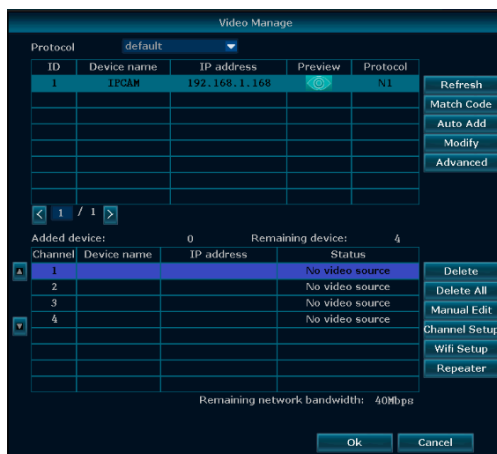 Video Manage
Protocol default
ID Device name IP address Preview Protocol
1 IPCAM 192.168.1.168 N1
Refresh
Match Code
Auto Add
Modify
Advanced
1 / 1
Added device: 0 Remaining device: 4
Channel Device name IP address Status
1 No video source Delete
2 No video source Delete All
3 No video source Manual Edit
4 No video source Channel Setup
Wifi Setup
Repeater
Remaining network bandwidth: 40Mbps
Ok Cancel